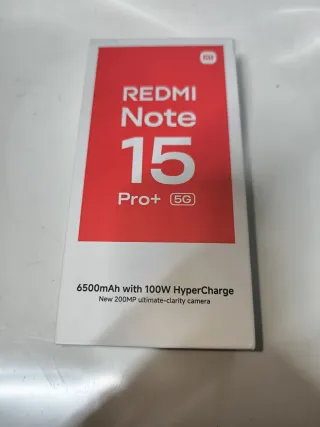 mi
REDMI
Note
15
Pro+ 5G
6500mAh with 100W HyperCharge
New 200MP ultimate-clarity camera